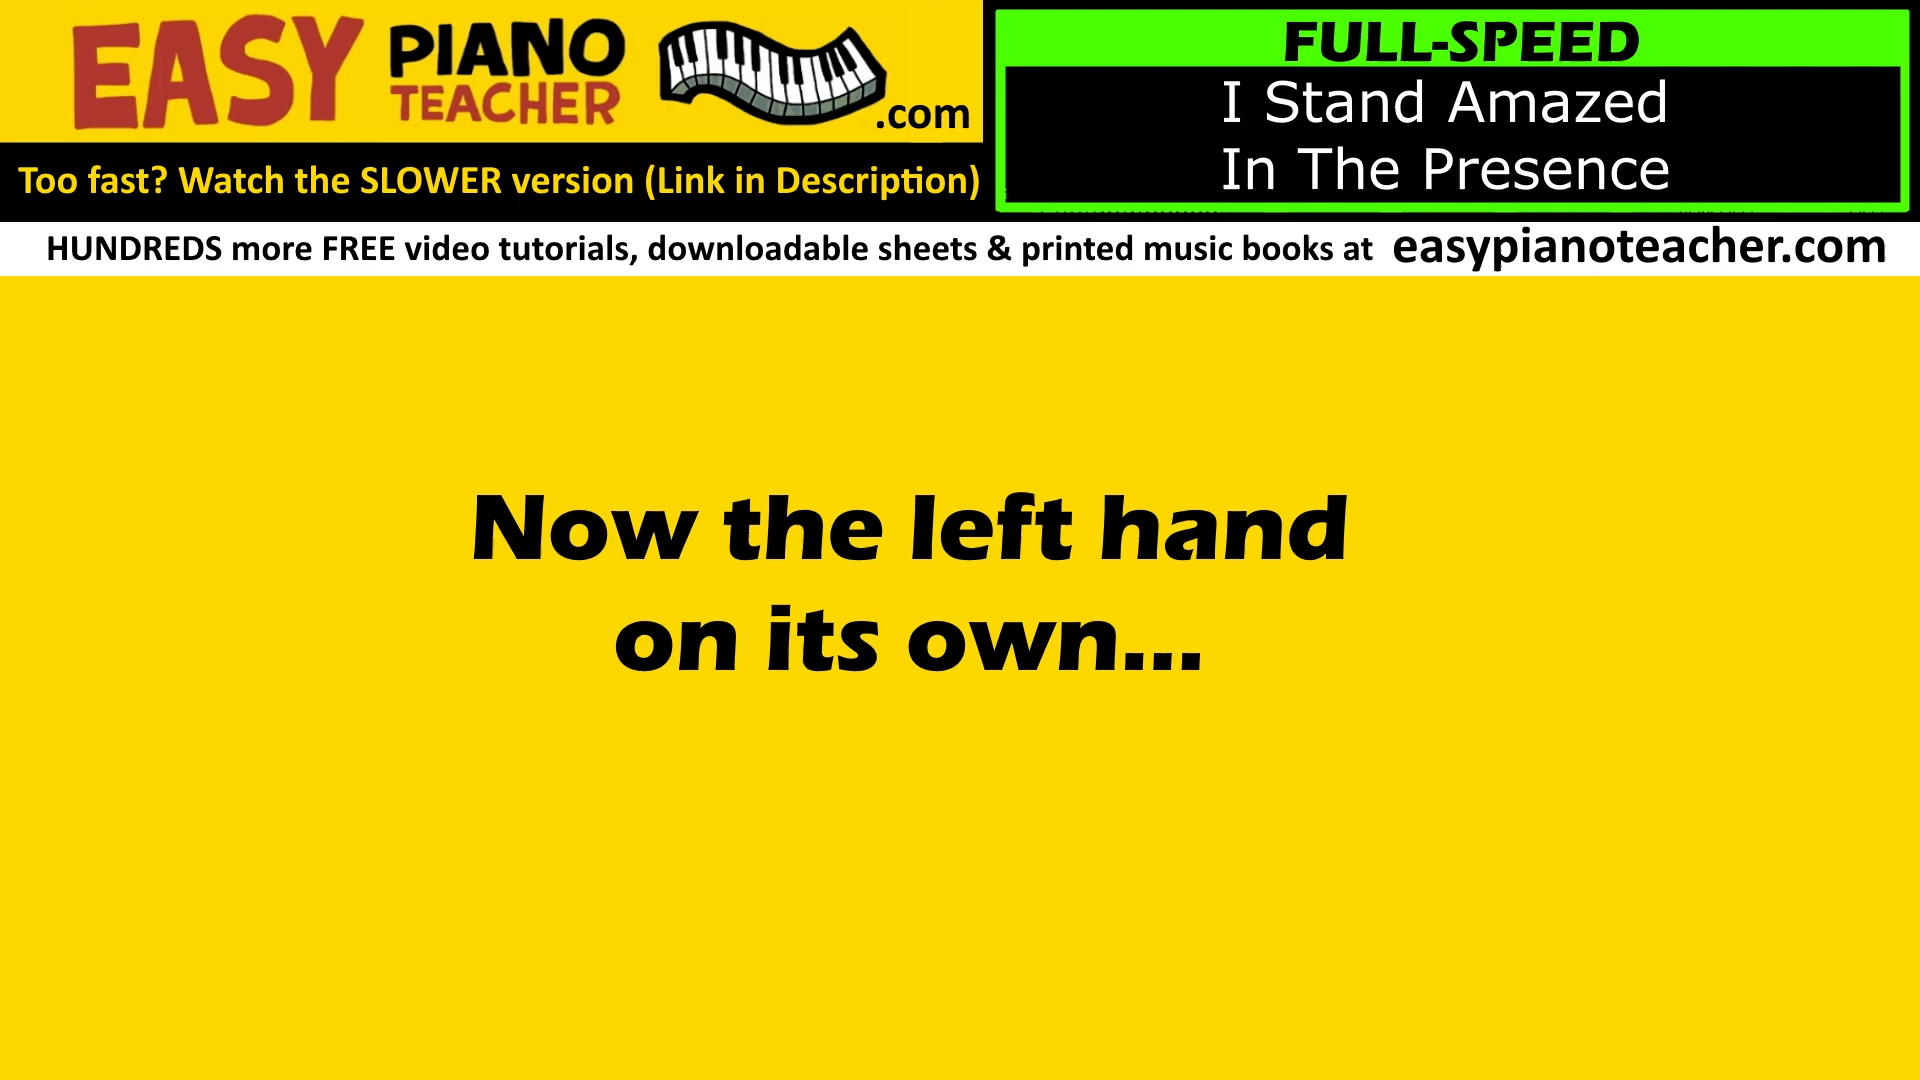 EASY PIANO TEACHER .com
FULL-SPEED
I Stand Amazed
In The Presence
Too fast? Watch the SLOWER version (Link in Description)
HUNDREDS more FREE video tutorials, downloadable sheets & printed music books at easypianoteacher.com
Now the left hand
on its own...